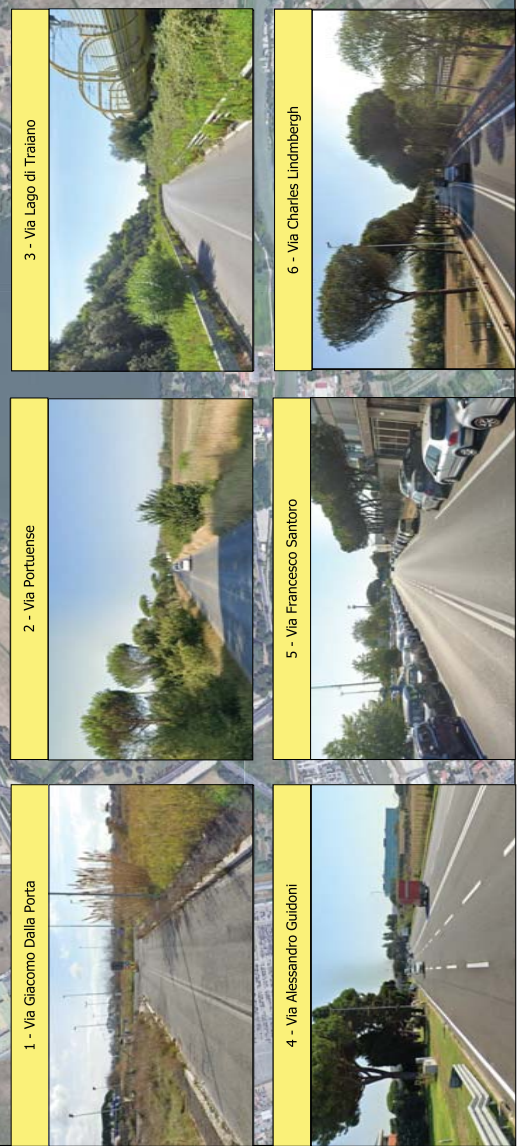 1 - Via Giacomo Dalla Porta
2 - Via Portuense
3 - Via Lago di Traiano
4 - Via Alessandro Guidoni
5 - Via Francesco Santoro
6 - Via Charles Lindmbergh